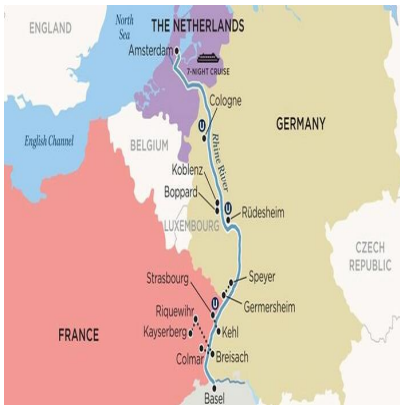 ENGLAND
North
Sea
THE NETHERLANDS
Amsterdam
7-NIGHT CRUISE
Cologne
U
GERMANY
English Channel
BELGIUM
Rhine River
Koblenz
Boppard
U
Rüdesheim
LUXEMBOURG
CZECH
REPUBLIC
Speyer
Strasbourg
U
Germersheim
Riquewihr
Kayserberg
Kehl
FRANCE
Colmar
Breisach
Basel